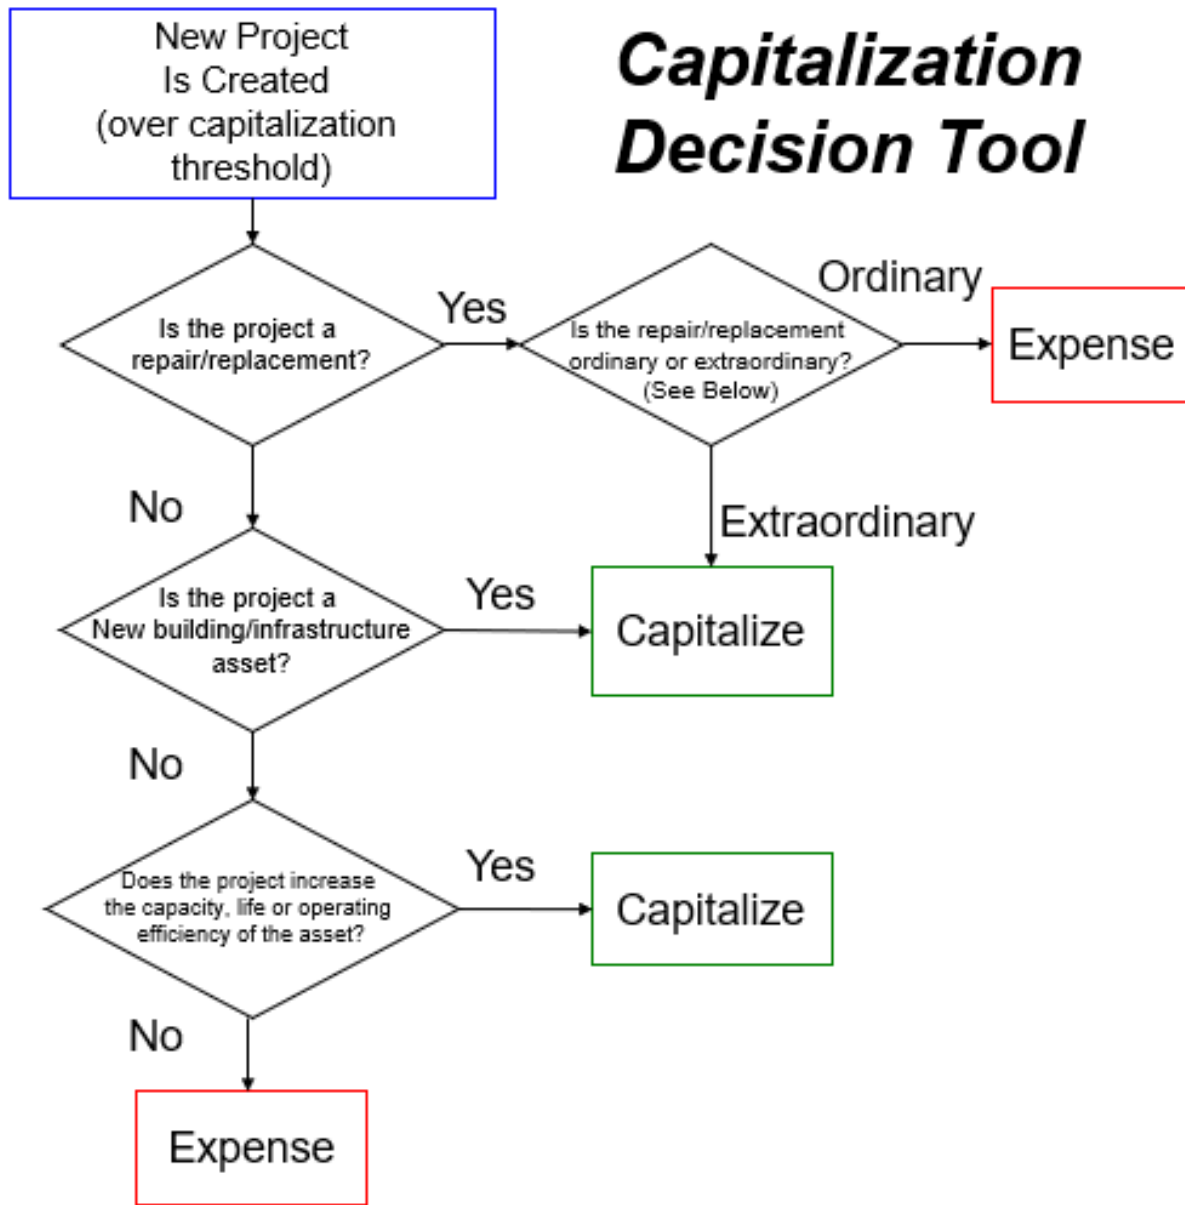 New Project
Is Created
(over capitalization
threshold)
Capitalization
Decision Tool
Is the project a
repair/replacement?
Yes
Is the repair/replacement
ordinary or extraordinary?
(See Below)
Ordinary
Expense
No
Extraordinary
Is the project a
New building/infrastructure
asset?
Yes
Capitalize
No
Does the project increase
the capacity, life or operating
efficiency of the asset?
Yes
Capitalize
No
Expense